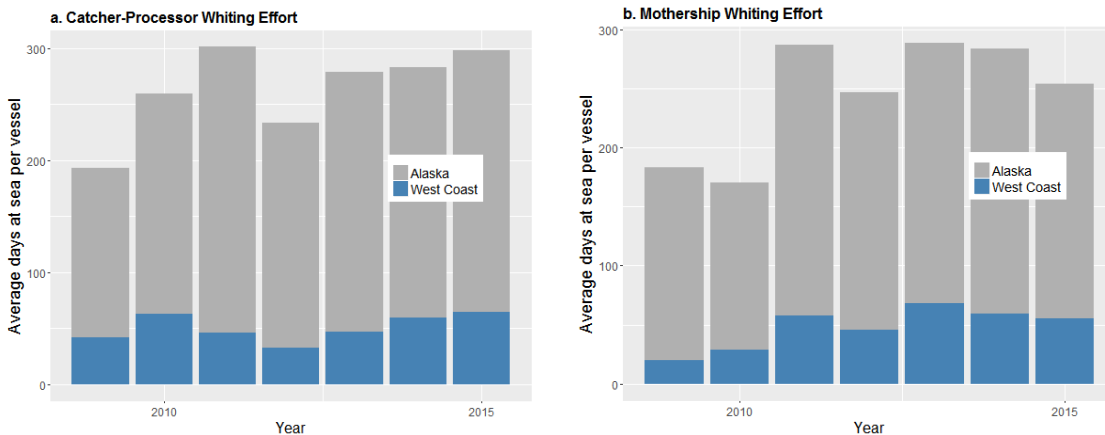 a. Catcher-Processor Whiting Effort
Average days at sea per vessel
300
200
100
0
Alaska
West Coast
2010
2015
Year
b. Mothership Whiting Effort
Average days at sea per vessel
300
200
100
0
Alaska
West Coast
2010
2015
Year